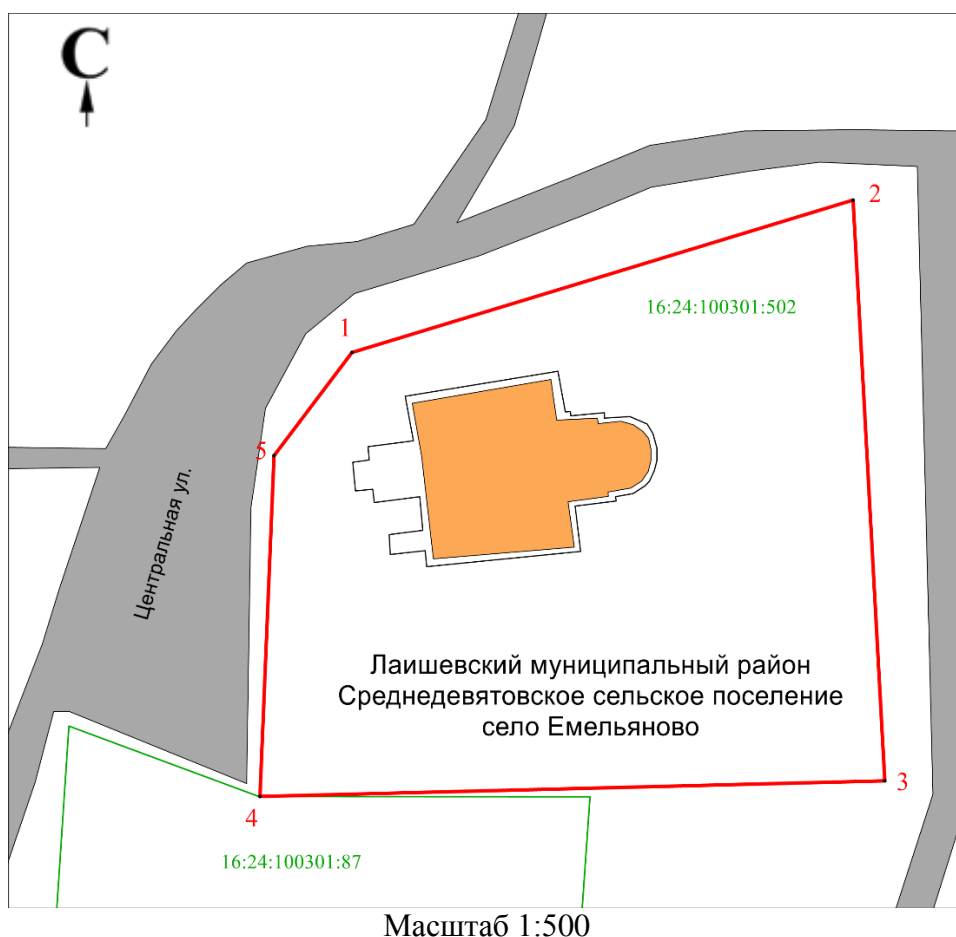 С
2
16:24:100301:502
1
5
Центральная ул.
Лаишевский муниципальный район
Среднедевятовское сельское поселение
село Емельяново
3
4
16:24:100301:87
Масштаб 1:500